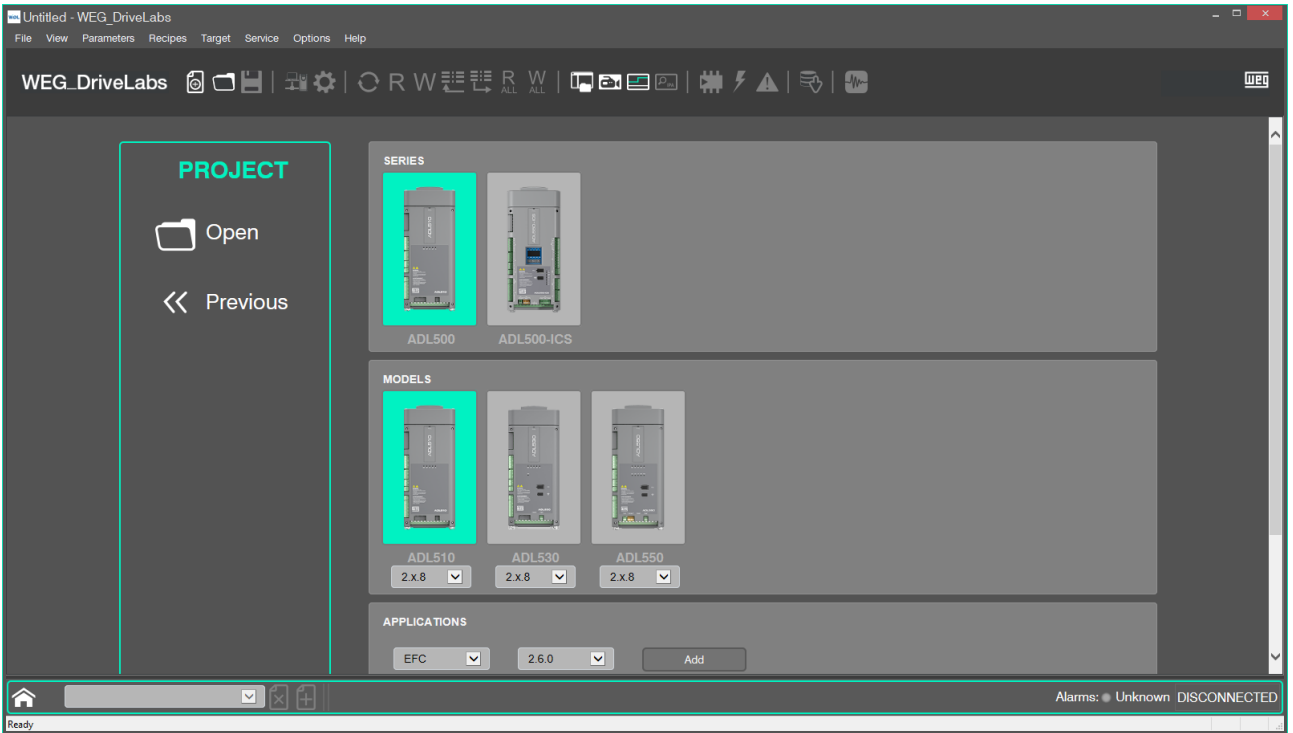 Untitled - WEG_DriveLabs
File View Parameters Recipes Target Service Options Help
WEG_DriveLabs R W R ALL W ALL weg
PROJECT
Open
Previous
SERIES
ADL500 ADL500-ICS
MODELS
ADL510 ADL530 ADL550
2.x.8 2.x.8 2.x.8
APPLICATIONS
EFC 2.6.0 Add
Alarms: Unknown DISCONNECTED
Ready